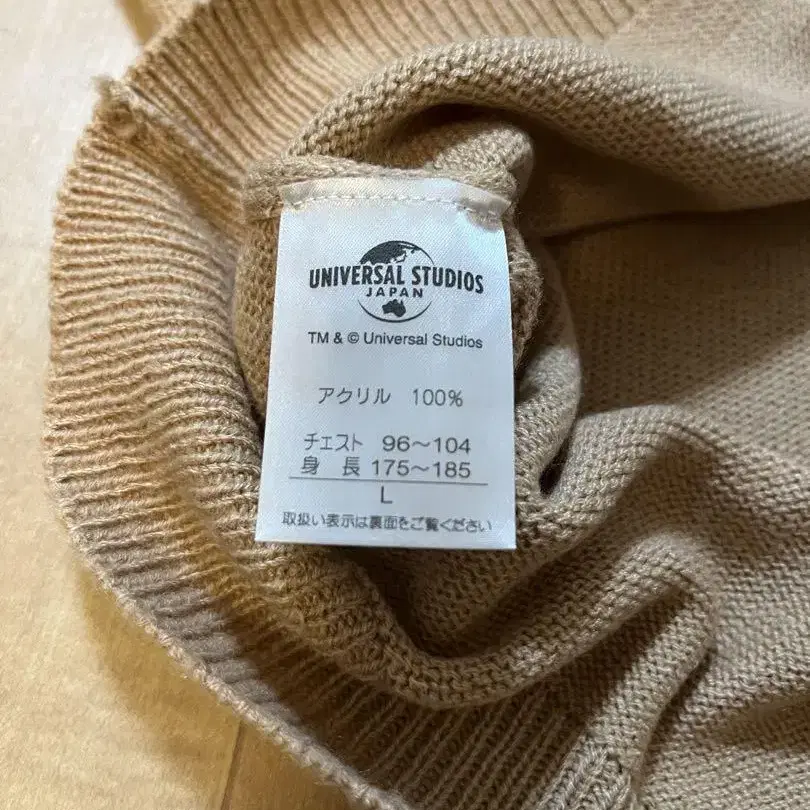 UNIVERSAL STUDIOS
JAPAN
TM & © Universal Studios
アクリル 100%
チェスト 96～104
身 長 175～185
L
取扱い表示は裏面をご覧ください